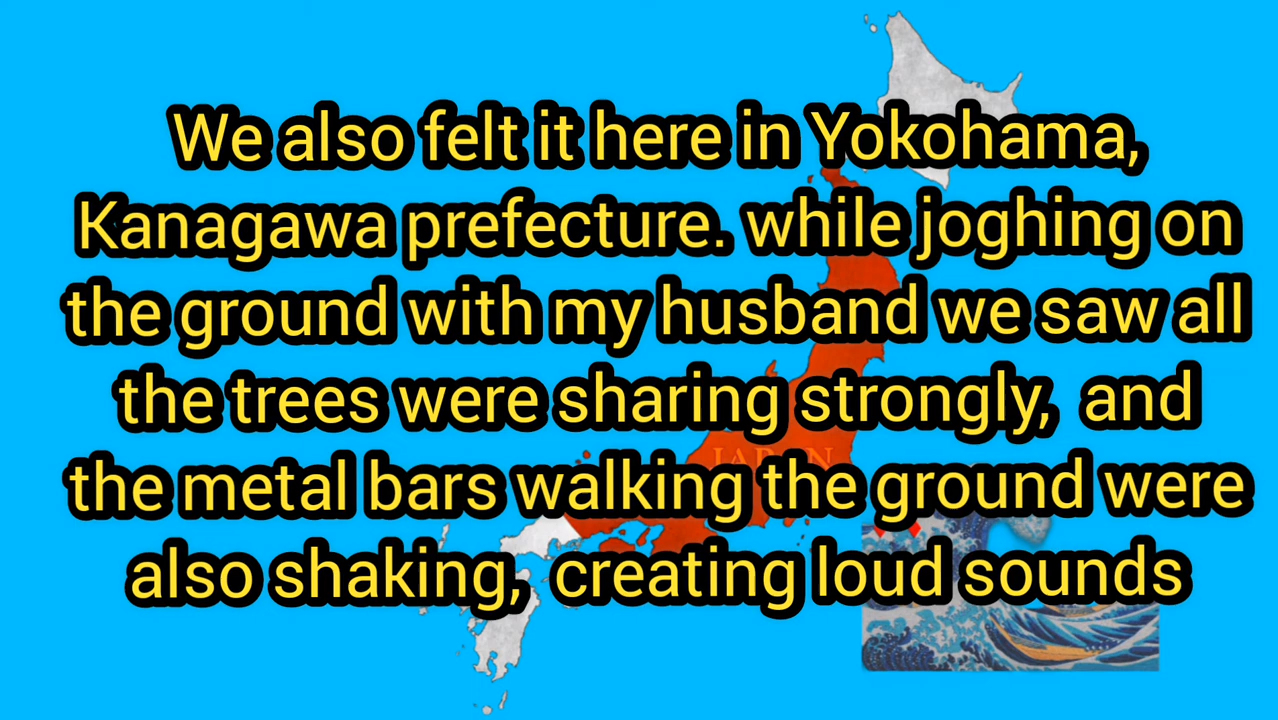 We also felt it here in Yokohama,
Kanagawa prefecture. while joghing on
the ground with my husband we saw all
the trees were sharing strongly, and
JAPAN
the metal bars walking the ground were
also shaking, creating loud sounds